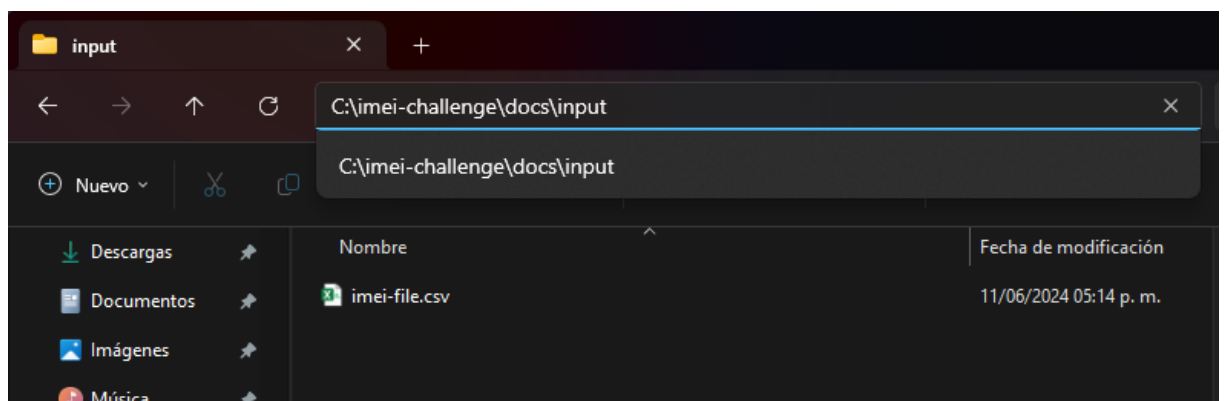 input
C:\imei-challenge\docs\input
C:\imei-challenge\docs\input
Nuevo
Descargas
Nombre
Fecha de modificación
Documentos
imei-file.csv
11/06/2024 05:14 p. m.
Imágenes
Música